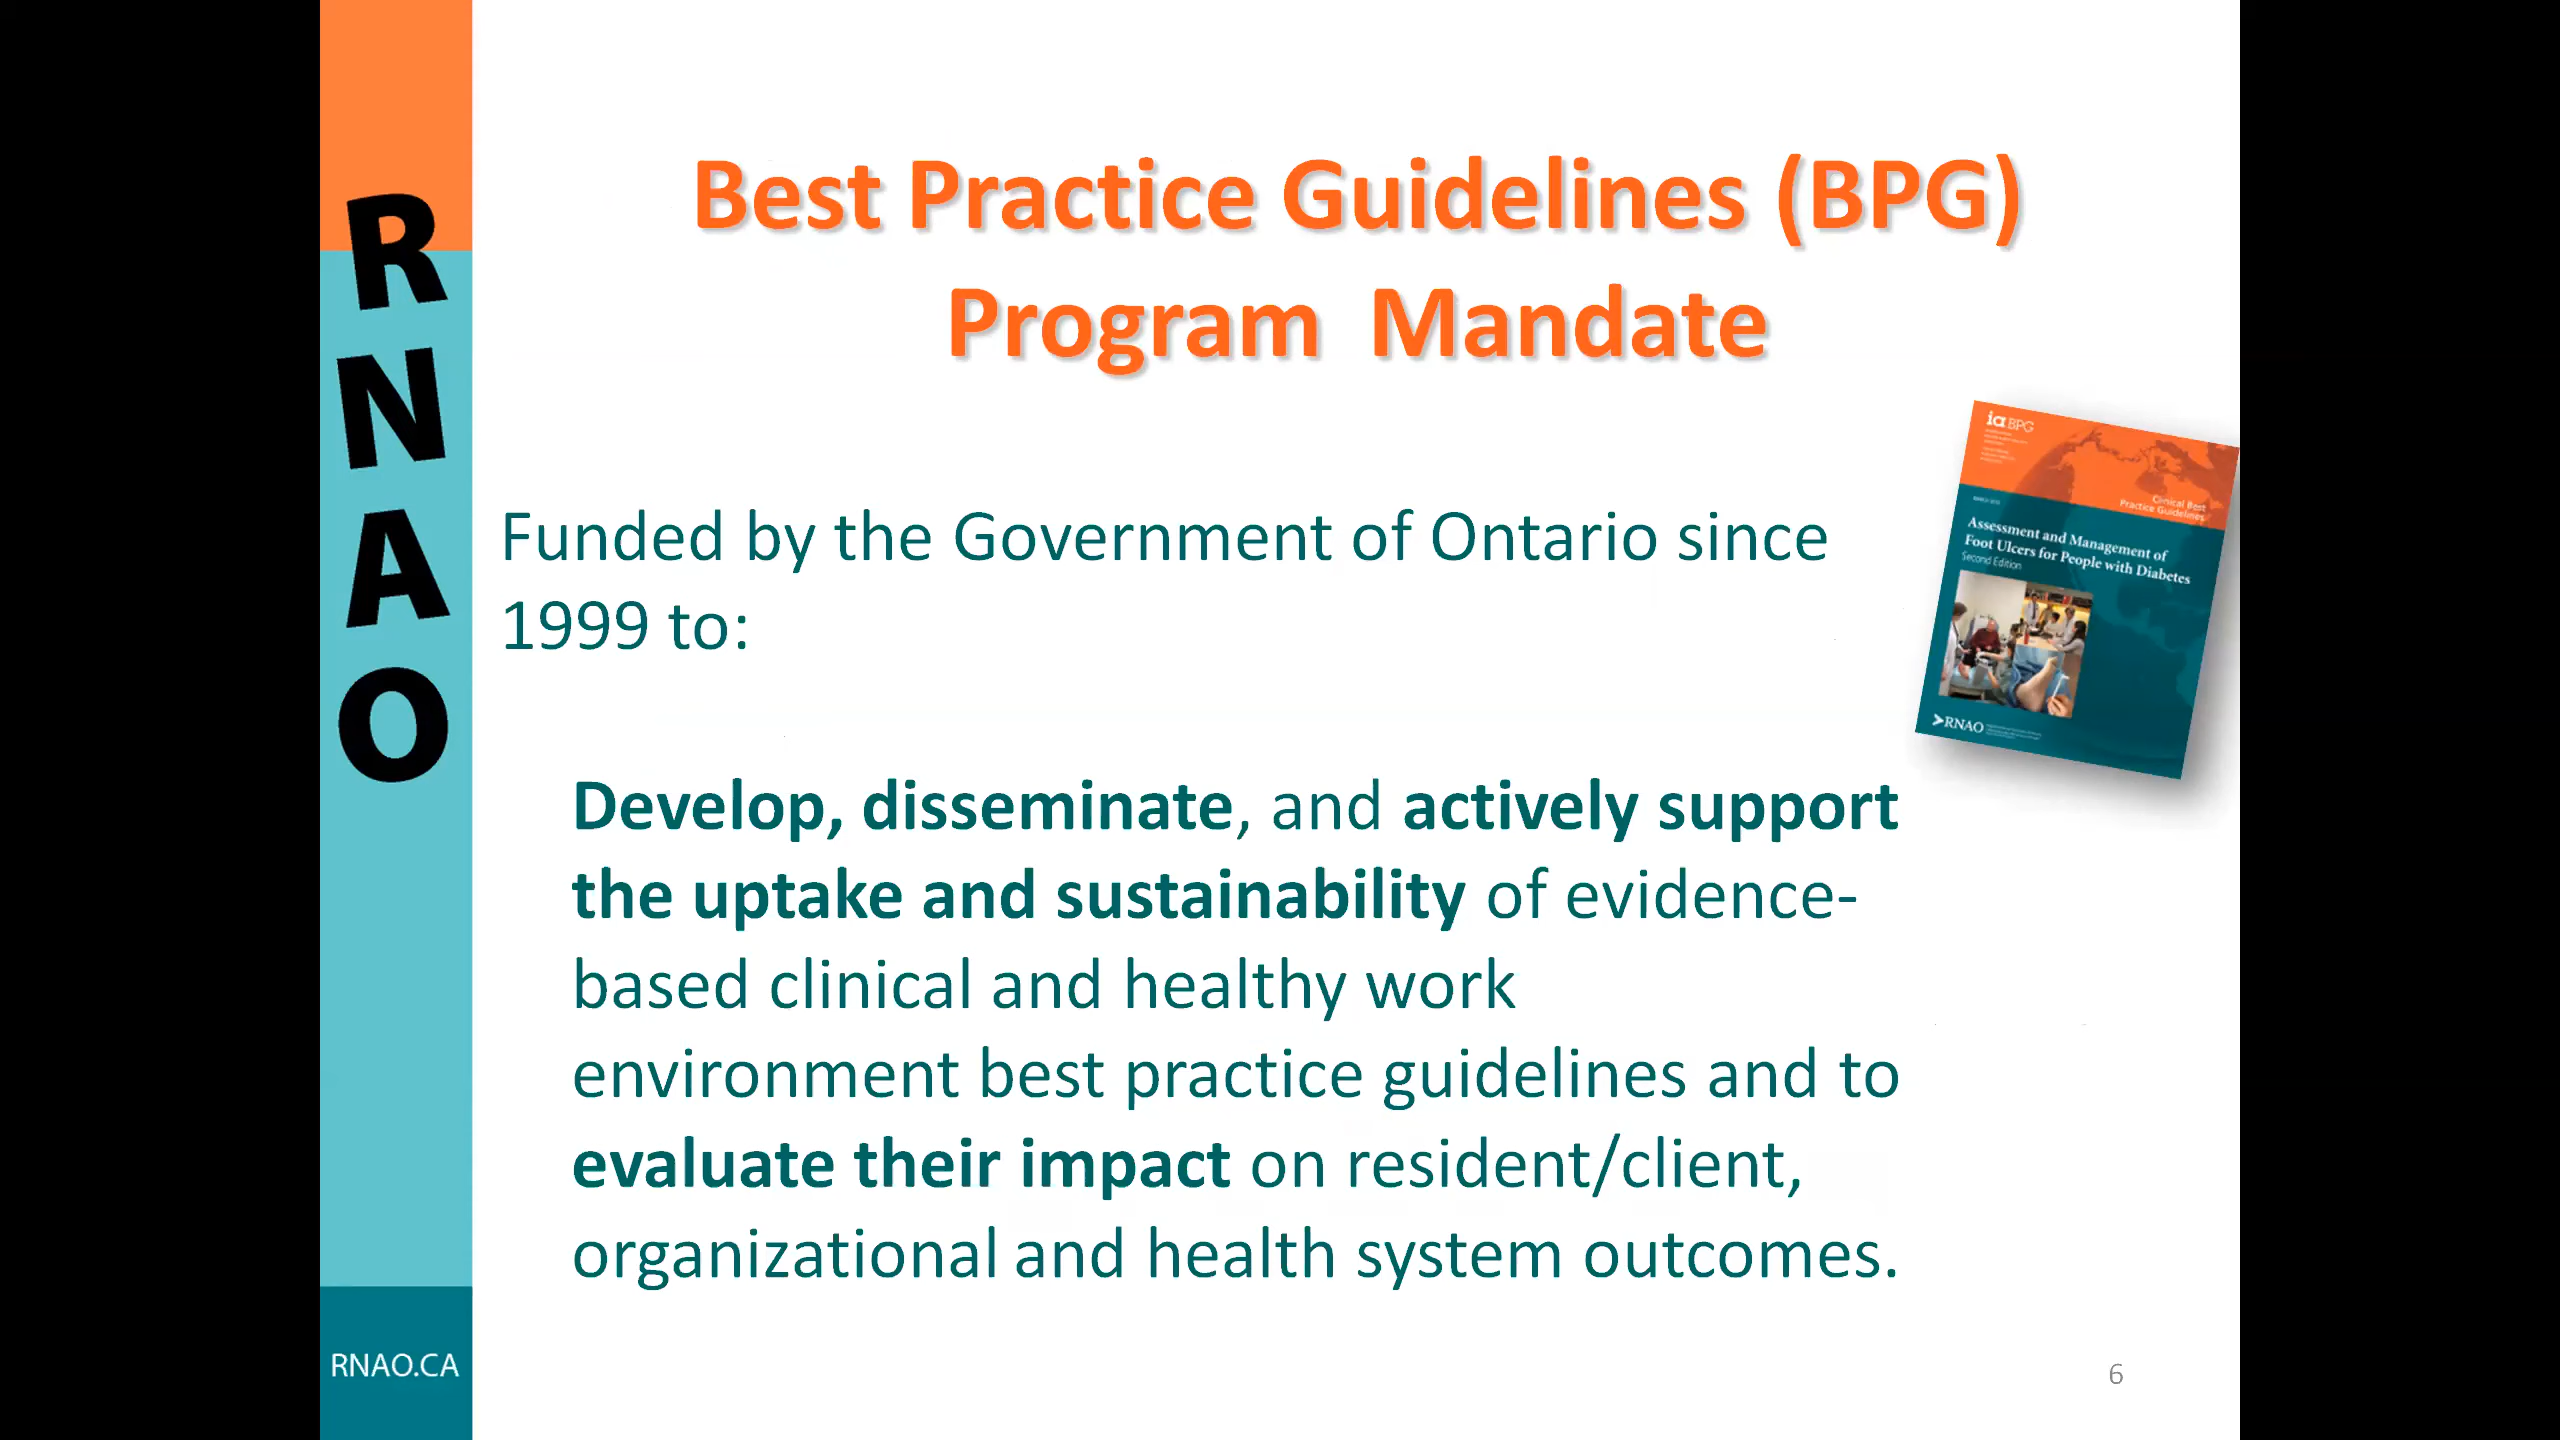 RNAO
Best Practice Guidelines (BPG)
Program Mandate
Funded by the Government of Ontario since
1999 to:
Develop, disseminate, and actively support
the uptake and sustainability of evidence-
based clinical and healthy work
environment best practice guidelines and to
evaluate their impact on resident/client,
organizational and health system outcomes.
BPG
Clinical Best
Practice Guidelines
Assessment and Management of
Foot Ulcers for People with Diabetes
Second Edition
RNAO
RNAO.CA
6